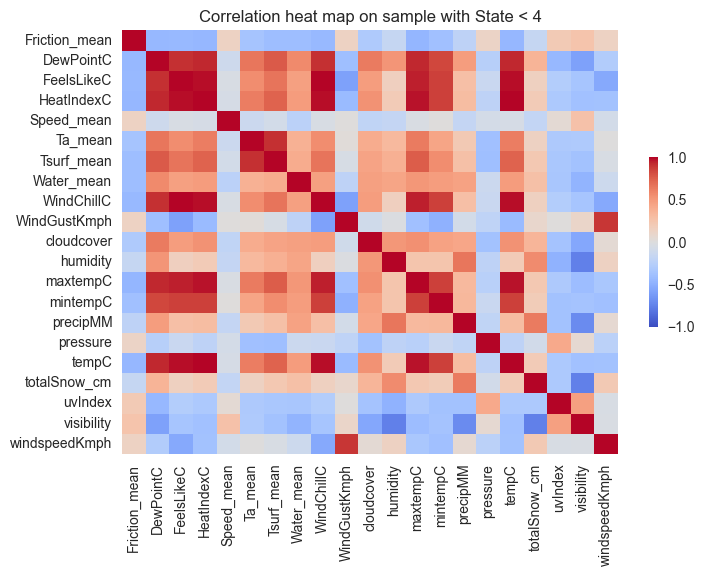 Correlation heat map on sample with State < 4
Friction_mean
DewPointC
FeelsLikeC
HeatIndexC
Speed_mean
Ta_mean
Tsurf_mean
Water_mean
WindChillC
WindGustKmph
cloudcover
humidity
maxtempC
mintempC
precipMM
pressure
tempC
totalSnow_cm
uvIndex
visibility
windspeedKmph
1.0
0.5
0.0
−0.5
−1.0
Friction_mean
DewPointC
FeelsLikeC
HeatIndexC
Speed_mean
Ta_mean
Tsurf_mean
Water_mean
WindChillC
WindGustKmph
cloudcover
humidity
maxtempC
mintempC
precipMM
pressure
tempC
totalSnow_cm
uvIndex
visibility
windspeedKmph